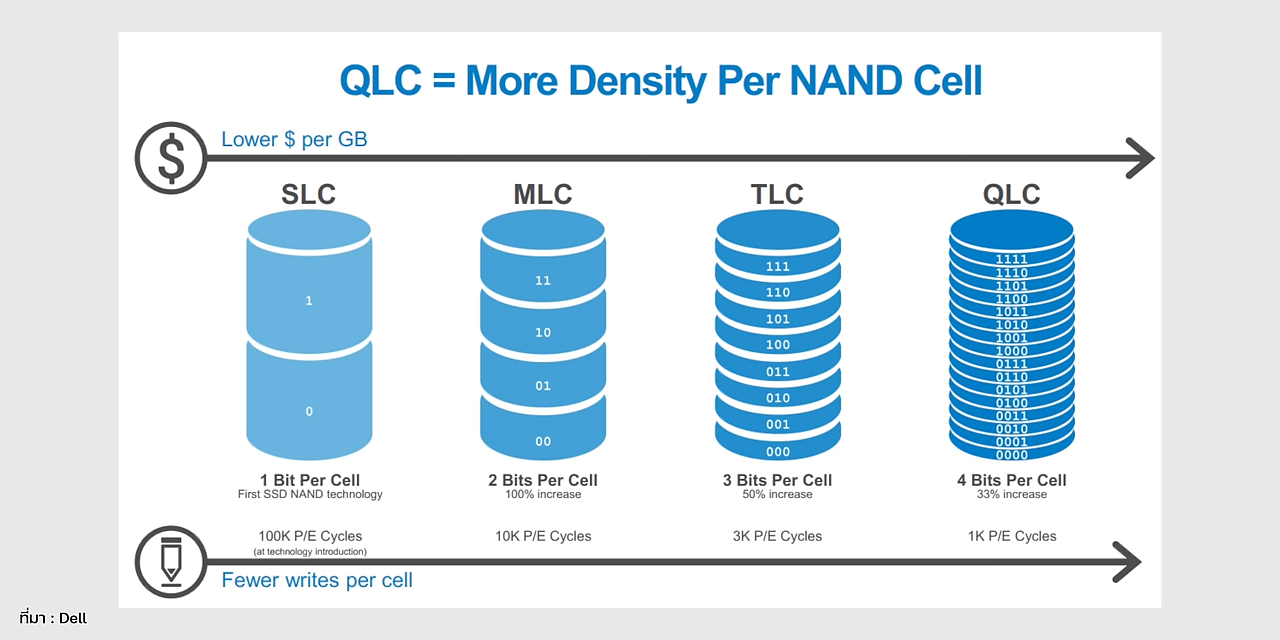 QLC = More Density Per NAND Cell
$
Lower $ per GB
SLC
MLC
TLC
QLC
1
0
11
10
01
00
111
110
101
100
011
010
001
000
1111
1110
1101
1100
1011
1010
1001
1000
0111
0110
0101
0100
0011
0010
0001
0000
1 Bit Per Cell
First SSD NAND technology
2 Bits Per Cell
100% increase
3 Bits Per Cell
50% increase
4 Bits Per Cell
33% increase
100K P/E Cycles
(at technology introduction)
10K P/E Cycles
3K P/E Cycles
1K P/E Cycles
Fewer writes per cell
ที่มา : Dell